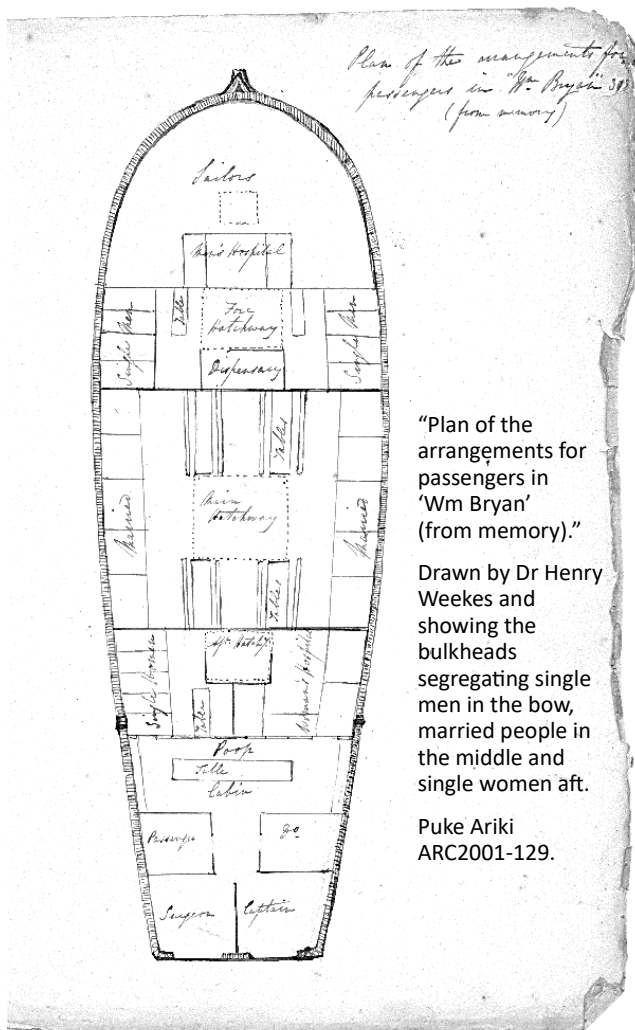 Plan of the arrangements for
passengers in "Wm Bryan"
(from memory)
Sailors
Men's Hospital
Single Men
Table
Fore
Hatchway
Single Men
Dispensary
Tables
Married
Main
Hatchway
Married
Tables
Single Women
Aft Hatchy
Woman's Hospital
Table
Poop
Table
Cabin
Passenger
Do
Surgeon
Captain
“Plan of the
arrangements for
passengers in
‘Wm Bryan’
(from memory).”
Drawn by Dr Henry
Weekes and
showing the
bulkheads
segregating single
men in the bow,
married people in
the middle and
single women aft.
Puke Ariki
ARC2001-129.